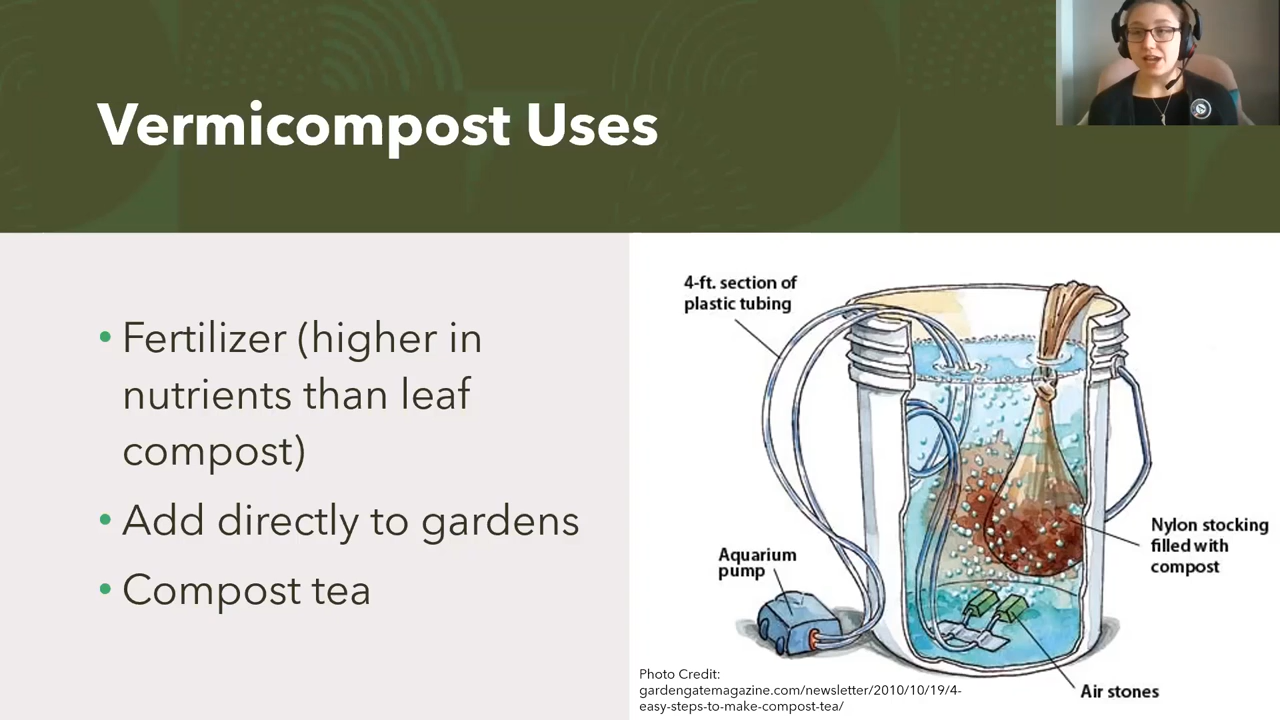 Vermicompost Uses
• Fertilizer (higher in
nutrients than leaf
compost)
• Add directly to gardens
• Compost tea
4-ft. section of
plastic tubing
Aquarium
pump
Nylon stocking
filled with
compost
Air stones
Photo Credit:
gardengatemagazine.com/newsletter/2010/10/19/4-
easy-steps-to-make-compost-tea/